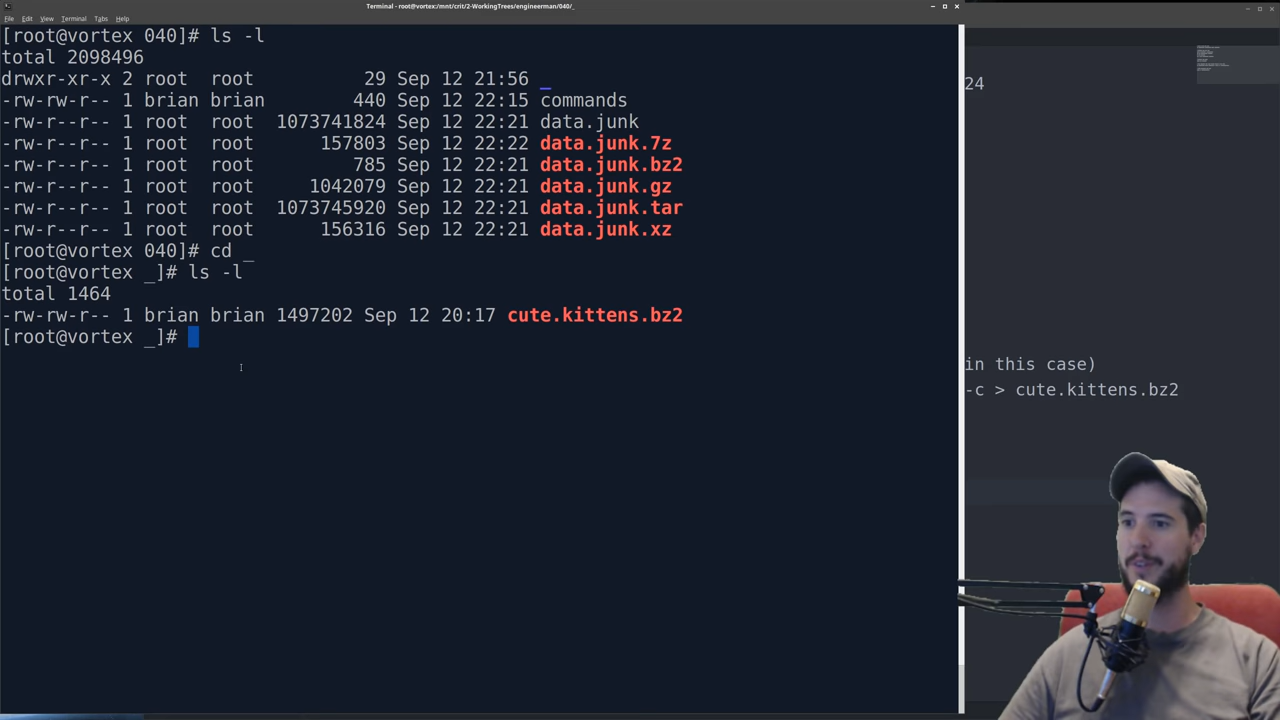 Terminal - root@vortex:/mnt/crit/2-WorkingTrees/engineerman/040/_
File Edit View Terminal Tabs Help
[root@vortex 040]# ls -l
total 2098496
drwxr-xr-x 2 root root 29 Sep 12 21:56 _
-rw-rw-r-- 1 brian brian 440 Sep 12 22:15 commands
-rw-r--r-- 1 root root 1073741824 Sep 12 22:21 data.junk
-rw-r--r-- 1 root root 157803 Sep 12 22:22 data.junk.7z
-rw-r--r-- 1 root root 785 Sep 12 22:21 data.junk.bz2
-rw-r--r-- 1 root root 1042079 Sep 12 22:21 data.junk.gz
-rw-r--r-- 1 root root 1073745920 Sep 12 22:21 data.junk.tar
-rw-r--r-- 1 root root 156316 Sep 12 22:21 data.junk.xz
[root@vortex 040]# cd _
[root@vortex _]# ls -l
total 1464
-rw-rw-r-- 1 brian brian 1497202 Sep 12 20:17 cute.kittens.bz2
[root@vortex _]#
24
in this case)
-c > cute.kittens.bz2